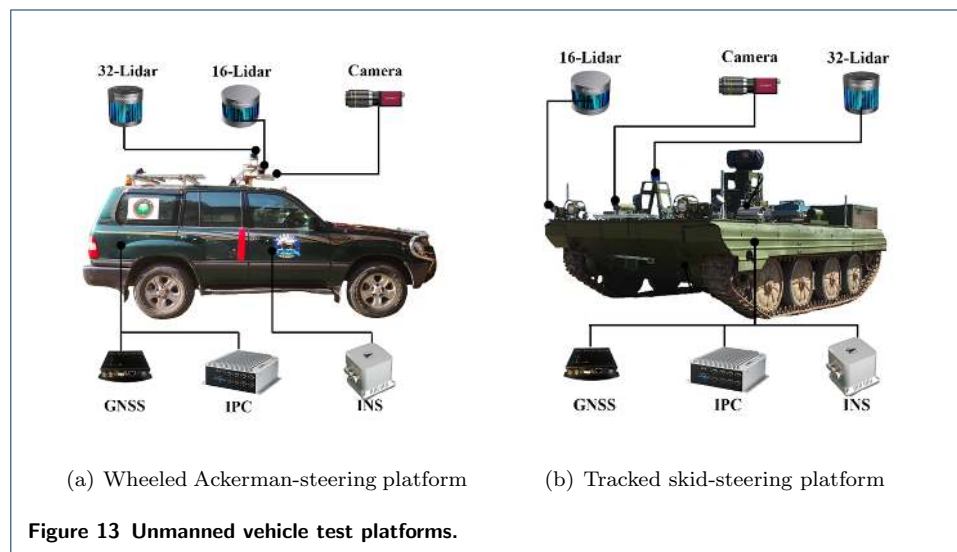 32-Lidar 16-Lidar Camera
GNSS IPC INS
16-Lidar Camera 32-Lidar
GNSS IPC INS
(a) Wheeled Ackerman-steering platform
(b) Tracked skid-steering platform
Figure 13 Unmanned vehicle test platforms.